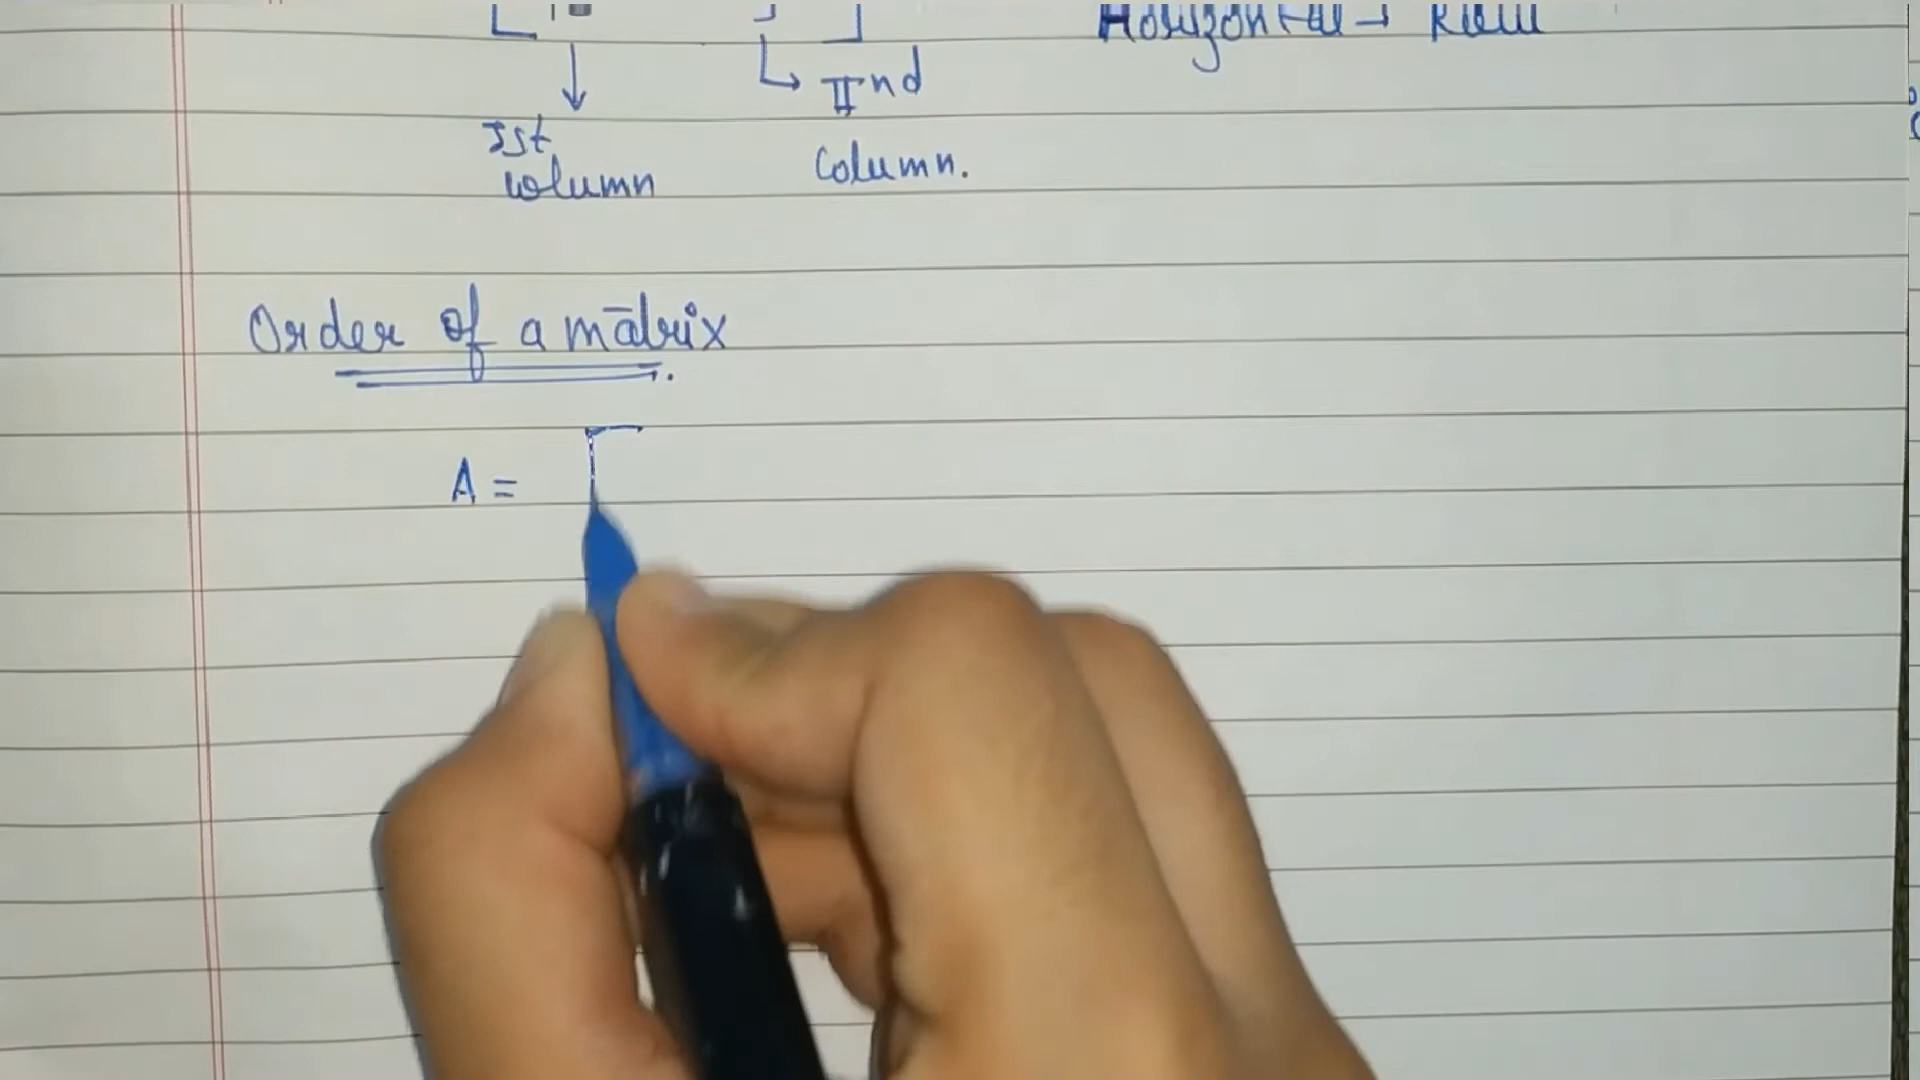 Horizontal → Row
IInd
Ist
column
Column.
Order of a matrix
A =